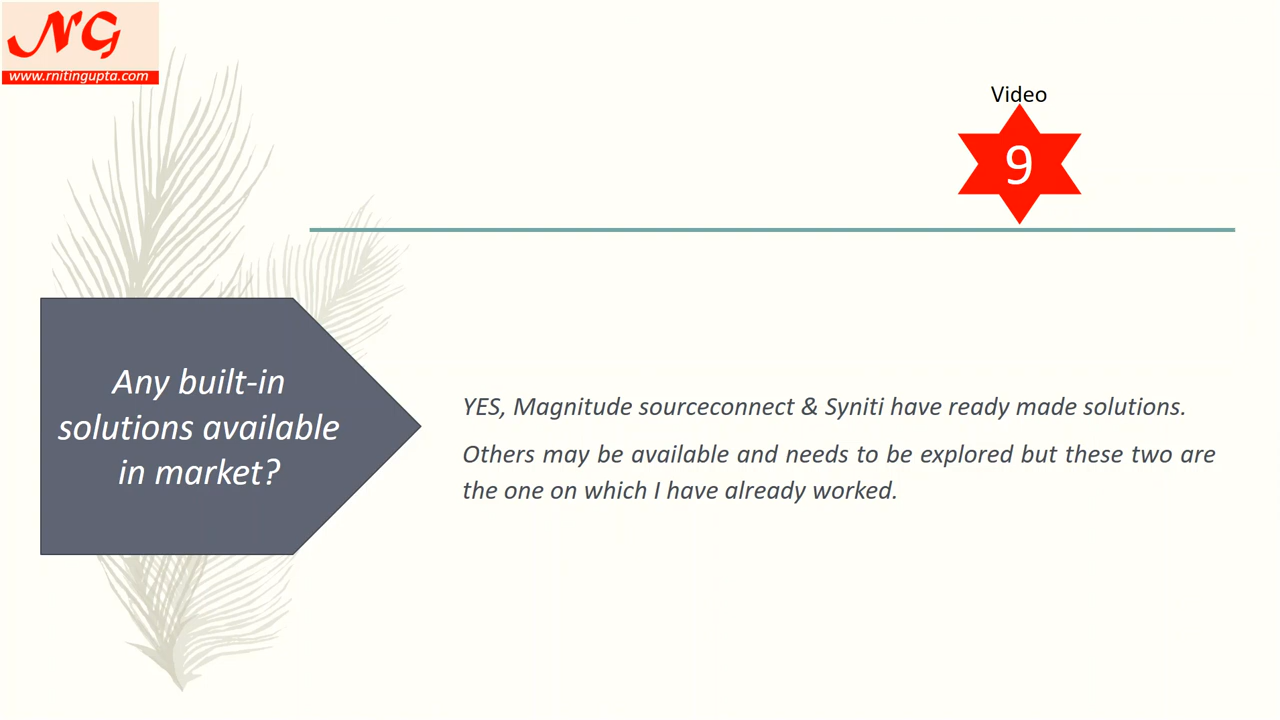 NG
www.rnitingupta.com
Video
9
Any built-in
solutions available
in market?
YES, Magnitude sourceconnect & Syniti have ready made solutions.
Others may be available and needs to be explored but these two are
the one on which I have already worked.